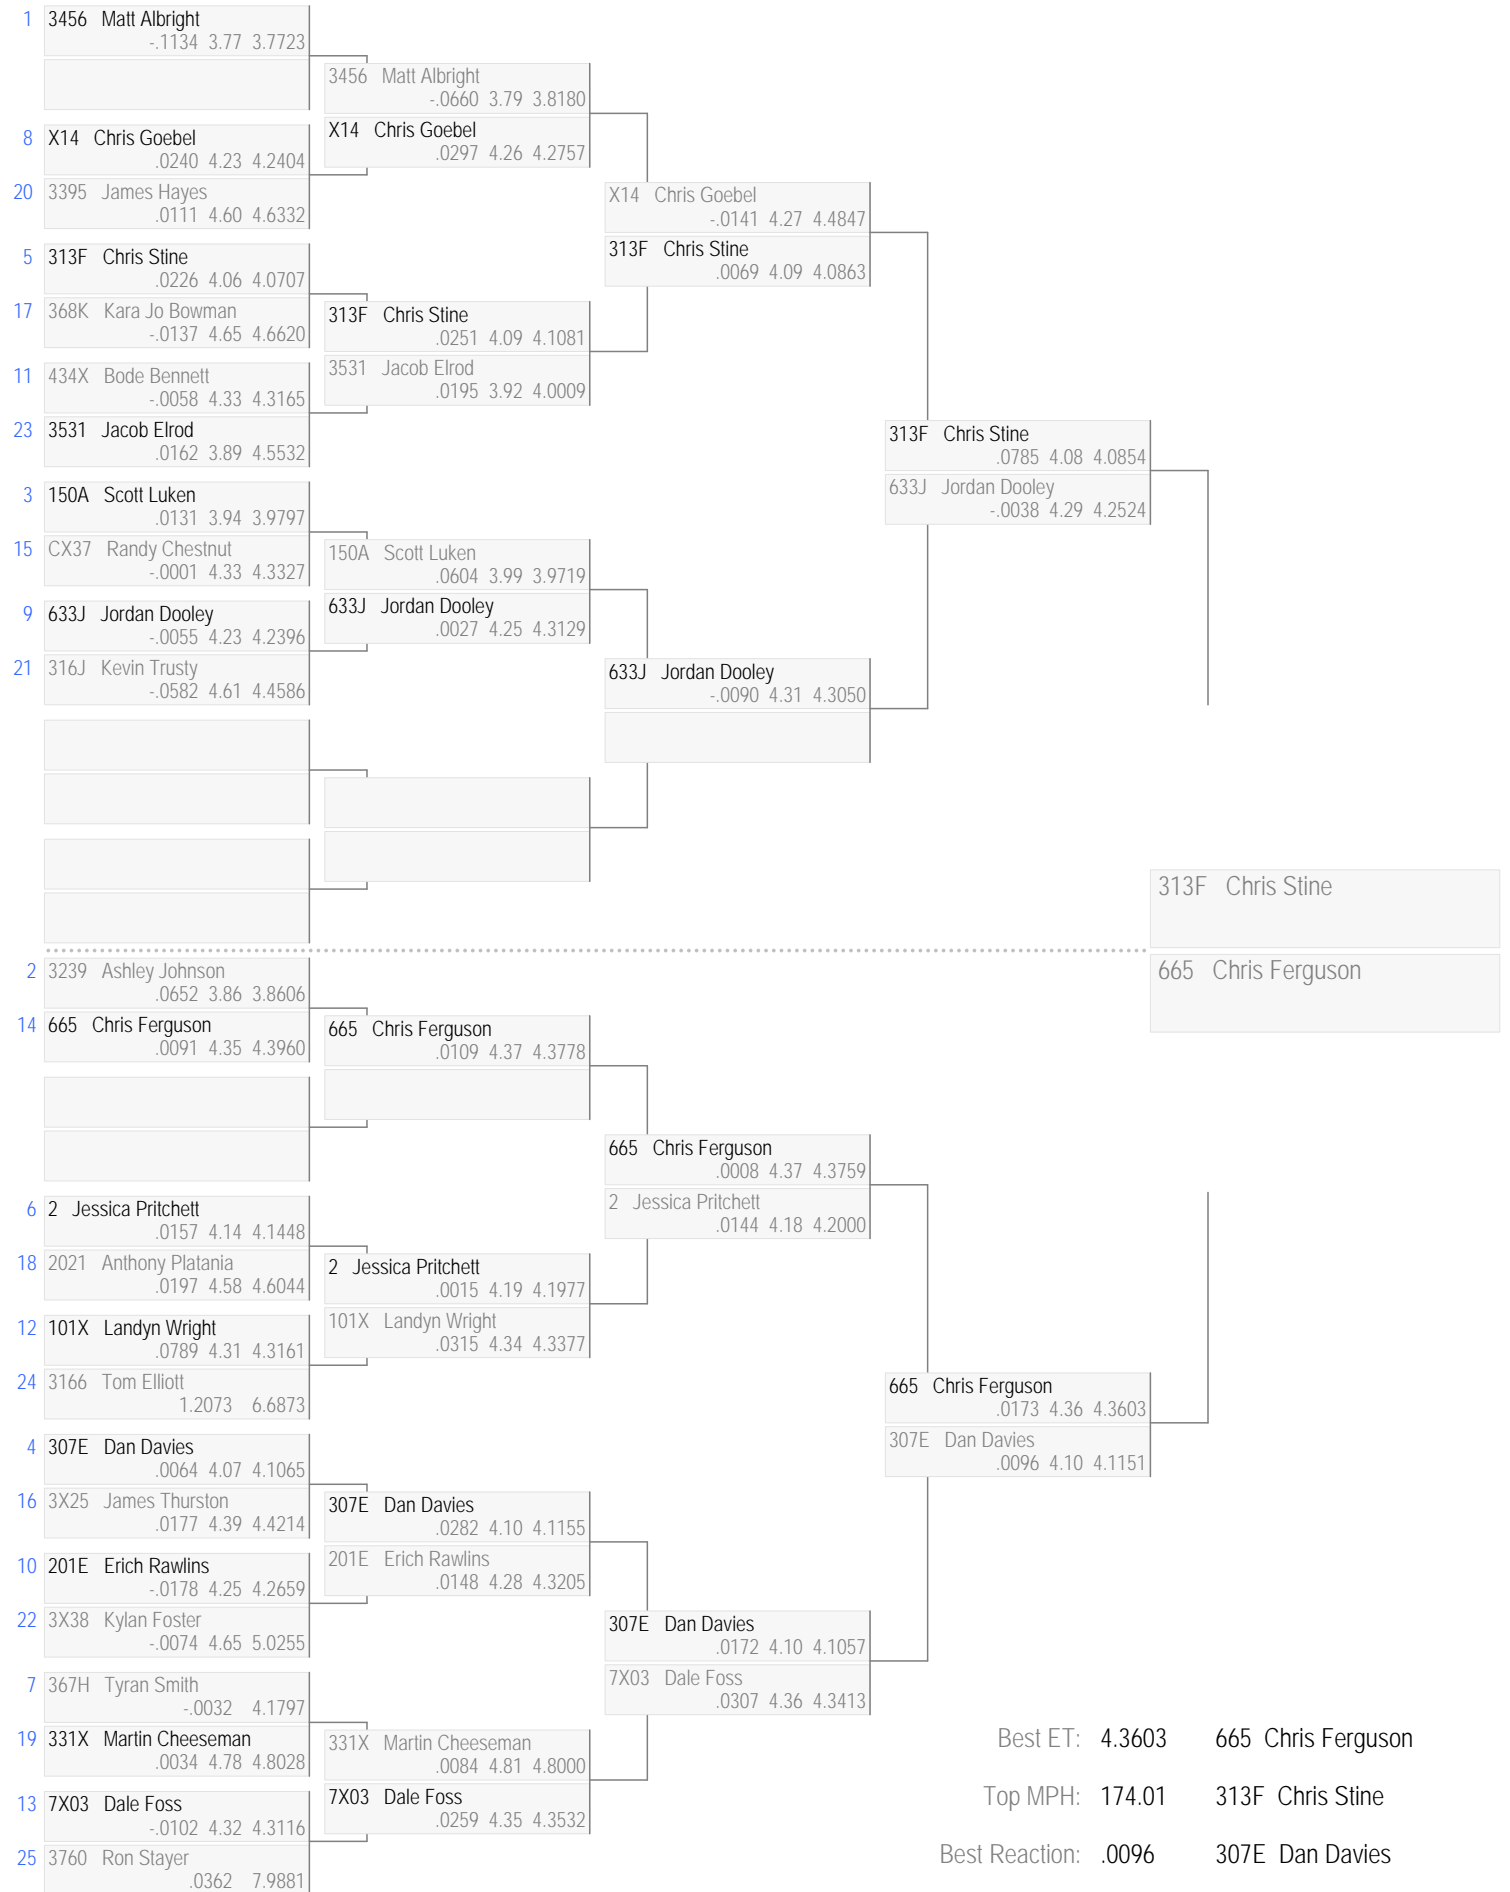 1 3456 Matt Albright
-.1134 3.77 3.7723
8 X14 Chris Goebel
.0240 4.23 4.2404
20 3395 James Hayes
.0111 4.60 4.6332
5 313F Chris Stine
.0226 4.06 4.0707
17 368K Kara Jo Bowman
-.0137 4.65 4.6620
11 434X Bode Bennett
-.0058 4.33 4.3165
23 3531 Jacob Elrod
.0162 3.89 4.5532
3 150A Scott Luken
.0131 3.94 3.9797
15 CX37 Randy Chestnut
-.0001 4.33 4.3327
9 633J Jordan Dooley
-.0055 4.23 4.2396
21 316J Kevin Trusty
-.0582 4.61 4.4586
2 3239 Ashley Johnson
.0652 3.86 3.8606
14 665 Chris Ferguson
.0091 4.35 4.3960
6 2 Jessica Pritchett
.0157 4.14 4.1448
18 2021 Anthony Platania
.0197 4.58 4.6044
12 101X Landyn Wright
.0789 4.31 4.3161
24 3166 Tom Elliott
1.2073 6.6873
4 307E Dan Davies
.0064 4.07 4.1065
16 3X25 James Thurston
.0177 4.39 4.4214
10 201E Erich Rawlins
-.0178 4.25 4.2659
22 3X38 Kylan Foster
-.0074 4.65 5.0255
7 367H Tyran Smith
-.0032 4.1797
19 331X Martin Cheeseman
.0034 4.78 4.8028
13 7X03 Dale Foss
-.0102 4.32 4.3116
25 3760 Ron Stayer
.0362 7.9881
3456 Matt Albright
-.0660 3.79 3.8180
X14 Chris Goebel
.0297 4.26 4.2757
313F Chris Stine
.0251 4.09 4.1081
3531 Jacob Elrod
.0195 3.92 4.0009
150A Scott Luken
.0604 3.99 3.9719
633J Jordan Dooley
.0027 4.25 4.3129
665 Chris Ferguson
.0109 4.37 4.3778
2 Jessica Pritchett
.0015 4.19 4.1977
101X Landyn Wright
.0315 4.34 4.3377
307E Dan Davies
.0282 4.10 4.1155
201E Erich Rawlins
.0148 4.28 4.3205
331X Martin Cheeseman
.0084 4.81 4.8000
7X03 Dale Foss
.0259 4.35 4.3532
X14 Chris Goebel
-.0141 4.27 4.4847
313F Chris Stine
.0069 4.09 4.0863
633J Jordan Dooley
-.0090 4.31 4.3050
665 Chris Ferguson
.0008 4.37 4.3759
2 Jessica Pritchett
.0144 4.18 4.2000
307E Dan Davies
.0172 4.10 4.1057
7X03 Dale Foss
.0307 4.36 4.3413
313F Chris Stine
.0785 4.08 4.0854
633J Jordan Dooley
-.0038 4.29 4.2524
665 Chris Ferguson
.0173 4.36 4.3603
307E Dan Davies
.0096 4.10 4.1151
313F Chris Stine
665 Chris Ferguson
Best ET: 4.3603 665 Chris Ferguson
Top MPH: 174.01 313F Chris Stine
Best Reaction: .0096 307E Dan Davies